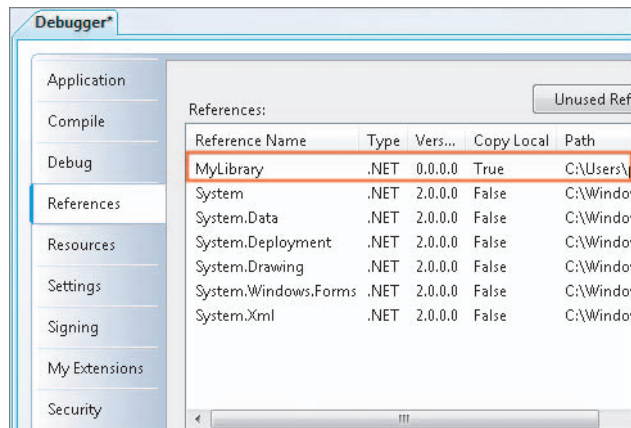 Debugger*
Application
Compile
Debug
References
Resources
Settings
Signing
My Extensions
Security
Unused Ref
References:
Reference Name Type Vers... Copy Local Path
MyLibrary .NET 0.0.0.0 True C:\Users\
System .NET 2.0.0.0 False C:\Windo
System.Data .NET 2.0.0.0 False C:\Windo
System.Deployment .NET 2.0.0.0 False C:\Windo
System.Drawing .NET 2.0.0.0 False C:\Windo
System.Windows.Forms .NET 2.0.0.0 False C:\Windo
System.Xml .NET 2.0.0.0 False C:\Windo